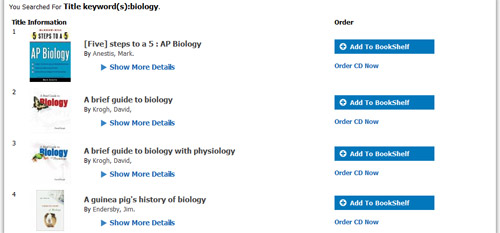 You Searched For Title keyword(s):biology.
Title Information Order
1
5 STEPS TO A 5
AP Biology
[Five] steps to a 5 : AP Biology
By Anestis, Mark.
Show More Details
Add To BookShelf
Order CD Now
2
Biology
A brief guide to biology
By Krogh, David,
Show More Details
Add To BookShelf
Order CD Now
3
Biology
A brief guide to biology with physiology
By Krogh, David,
Show More Details
Add To BookShelf
Order CD Now
4
A guinea pig's history of biology
By Endersby, Jim.
Show More Details
Add To BookShelf
Order CD Now